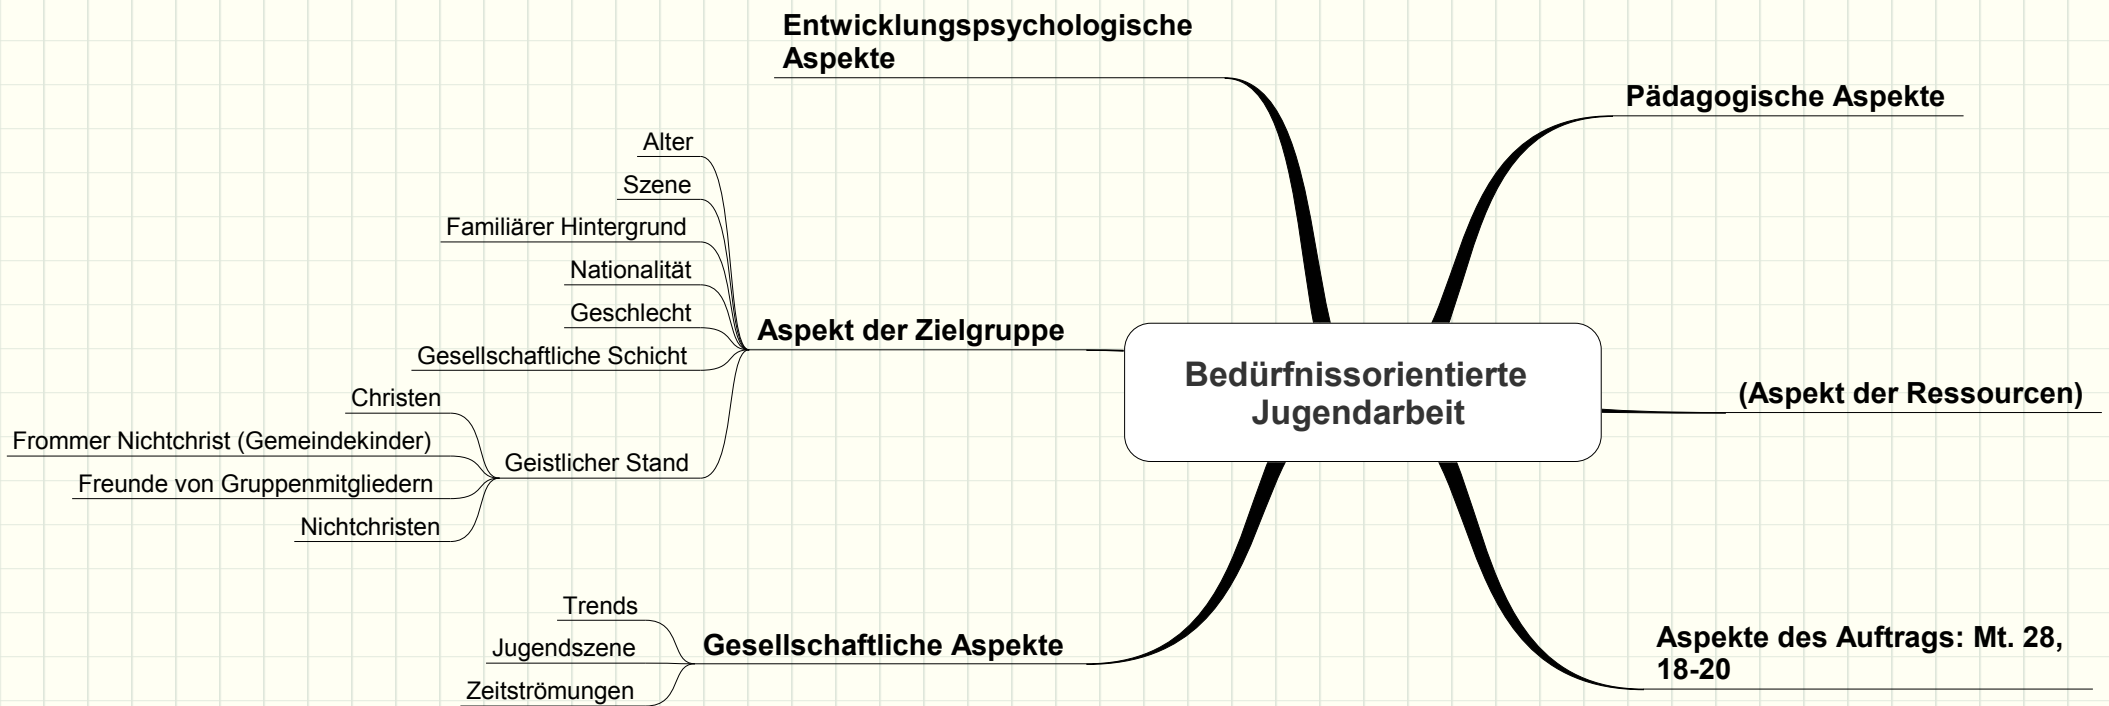 Entwicklungspsychologische
Aspekte
Pädagogische Aspekte
Alter
Szene
Familiärer Hintergrund
Nationalität
Geschlecht
Gesellschaftliche Schicht
Aspekt der Zielgruppe
Christen
Frommer Nichtchrist (Gemeindekinder)
Freunde von Gruppenmitgliedern
Nichtchristen
Geistlicher Stand
Bedürfnissorientierte
Jugendarbeit
(Aspekt der Ressourcen)
Trends
Jugendszene
Zeitströmungen
Gesellschaftliche Aspekte
Aspekte des Auftrags: Mt. 28,
18-20